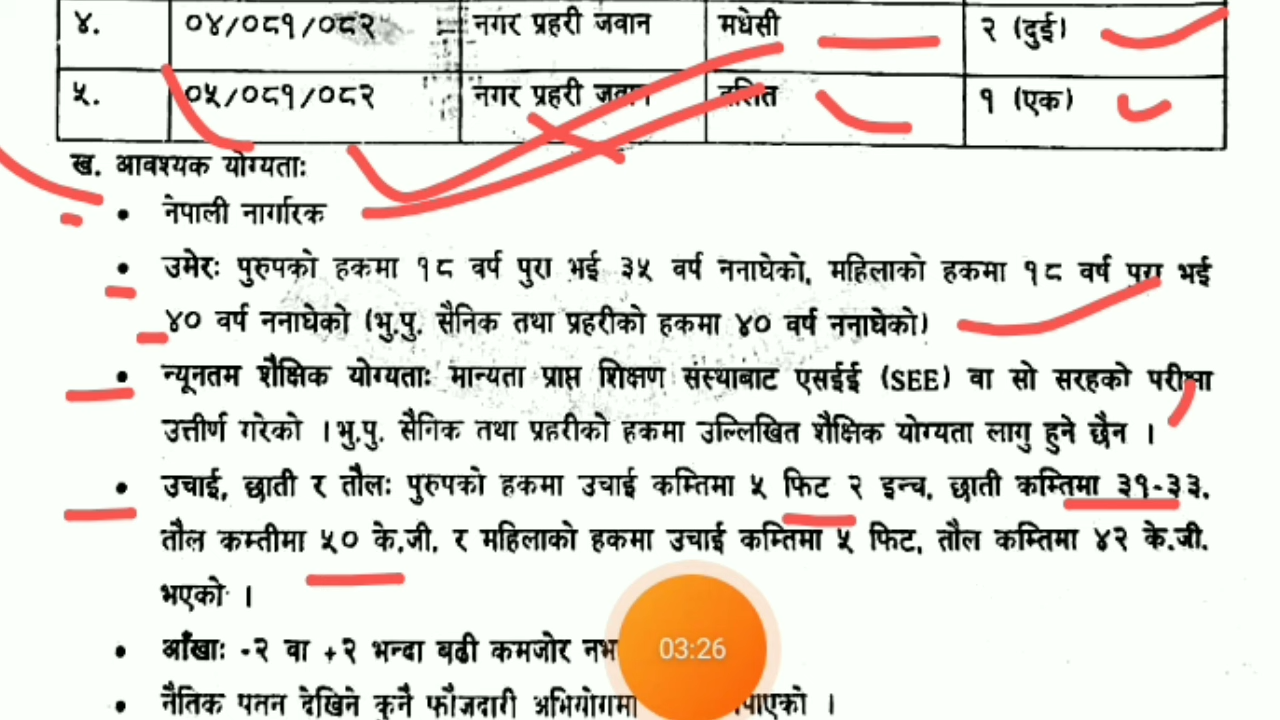 ४. ०४/०८१/०८२ नगर प्रहरी जवान मधेसी २ (दुई)
५. ०५/०८१/०८२ नगर प्रहरी जवान दलित १ (एक)
ख. आवश्यक योग्यताः
• नेपाली नागरिक
• उमेरः पुरुषको हकमा १८ वर्ष पुरा भई ३५ वर्ष ननाघेको, महिलाको हकमा १८ वर्ष पुरा भई
४० वर्ष ननाघेको (भु.पु. सैनिक तथा प्रहरीको हकमा ४० वर्ष ननाघेको)
• न्यूनतम शैक्षिक योग्यताः मान्यता प्राप्त शिक्षण संस्थाबाट एसईई (SEE) वा सो सरहको परीक्षा
उत्तीर्ण गरेको । भु.पु. सैनिक तथा प्रहरीको हकमा उल्लिखित शैक्षिक योग्यता लागु हुने छैन ।
• उचाई, छाती र तौलः पुरुषको हकमा उचाई कम्तिमा ५ फिट २ इन्च, छाती कम्तिमा ३१-३३,
तौल कम्तीमा ५० के.जी. र महिलाको हकमा उचाई कम्तिमा ५ फिट, तौल कम्तिमा ४२ के.जी.
भएको ।
• आँखाः -२ वा +२ भन्दा बढी कमजोर
03:26
• नैतिक पतन देखिने कुनै फौजदारी अभियोगमा ।